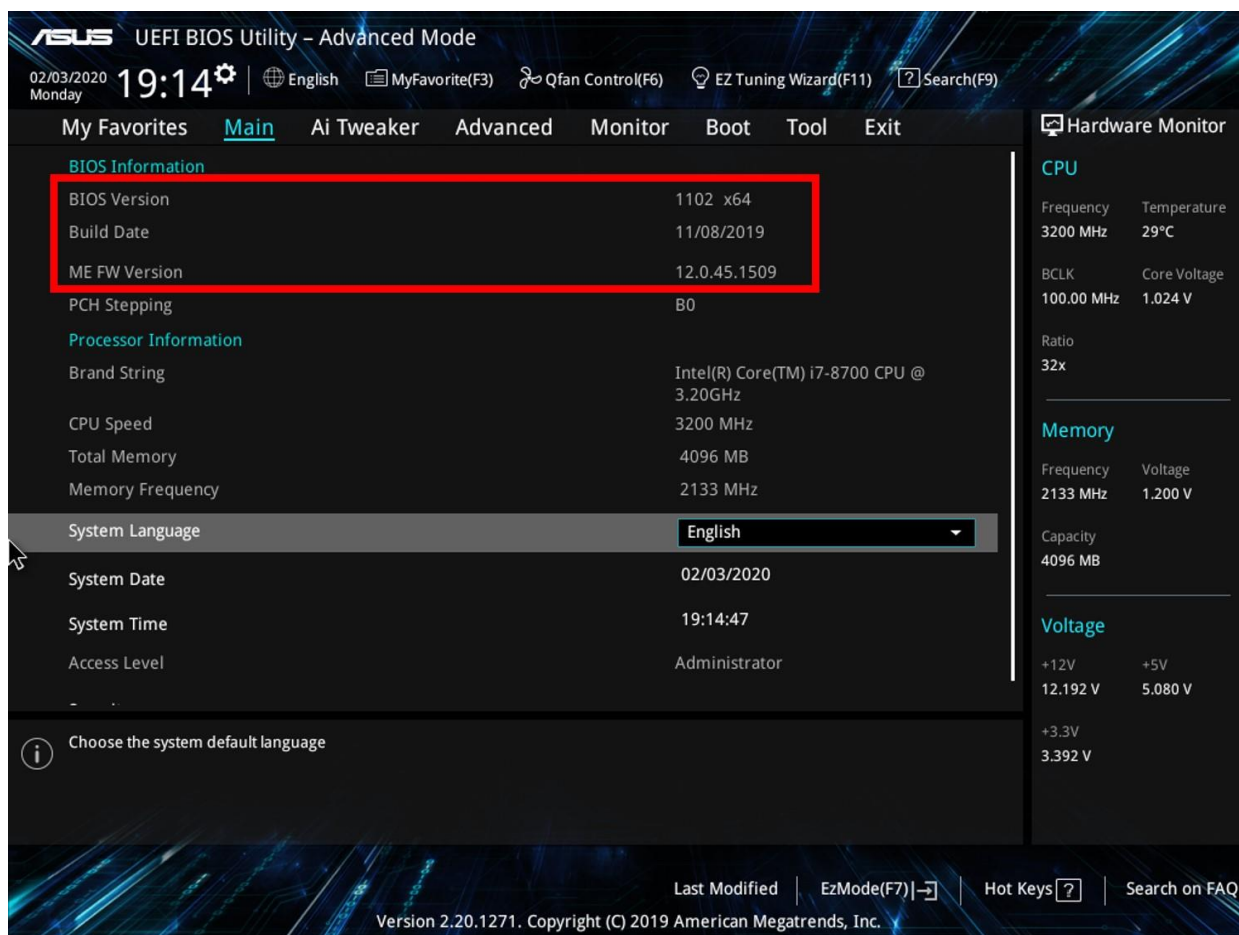 ASUS UEFI BIOS Utility – Advanced Mode
02/03/2020
Monday
19:14
English
MyFavorite(F3)
Qfan Control(F6)
EZ Tuning Wizard(F11)
? Search(F9)
My Favorites Main Ai Tweaker Advanced Monitor Boot Tool Exit
BIOS Information
BIOS Version 1102 x64
Build Date 11/08/2019
ME FW Version 12.0.45.1509
PCH Stepping B0
Processor Information
Brand String Intel(R) Core(TM) i7-8700 CPU @
3.20GHz
CPU Speed 3200 MHz
Total Memory 4096 MB
Memory Frequency 2133 MHz
System Language English
System Date 02/03/2020
System Time 19:14:47
Access Level Administrator
Choose the system default language
Hardware Monitor
CPU
Frequency Temperature
3200 MHz 29°C
BCLK Core Voltage
100.00 MHz 1.024 V
Ratio
32x
Memory
Frequency Voltage
2133 MHz 1.200 V
Capacity
4096 MB
Voltage
+12V +5V
12.192 V 5.080 V
+3.3V
3.392 V
Last Modified EzMode(F7) Hot Keys ? Search on FAQ
Version 2.20.1271. Copyright (C) 2019 American Megatrends, Inc.